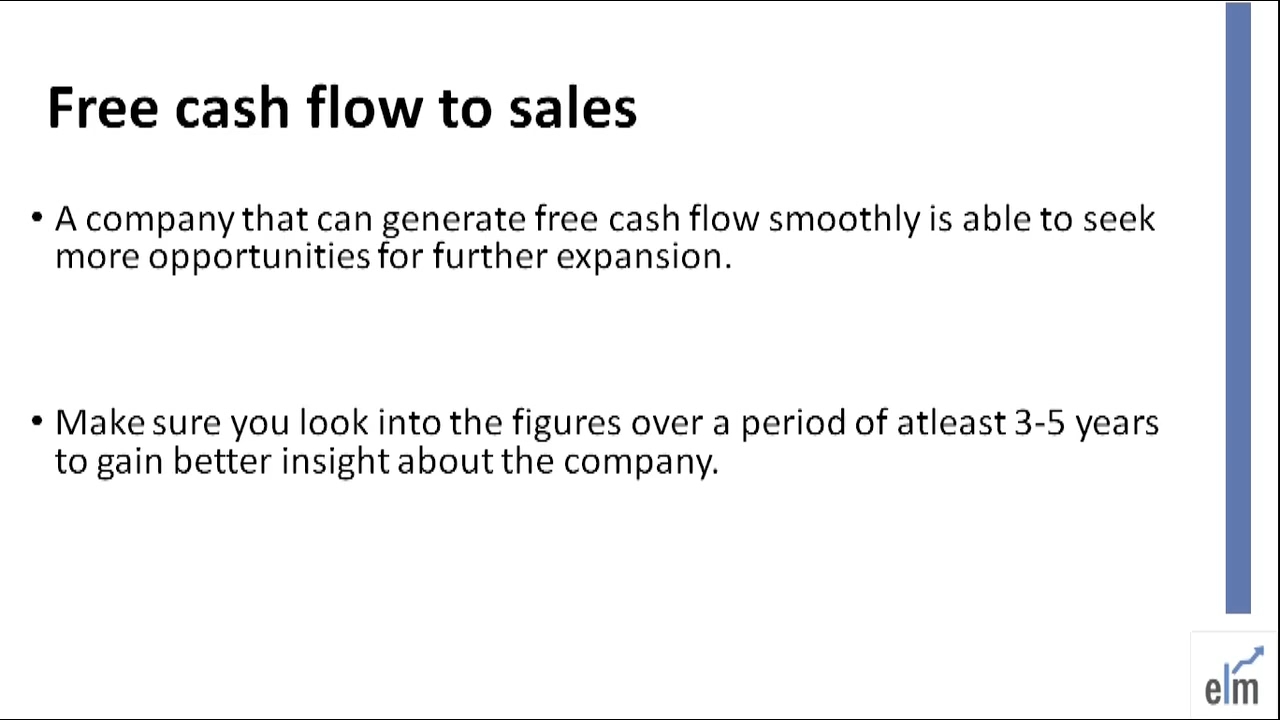 Free cash flow to sales
• A company that can generate free cash flow smoothly is able to seek
more opportunities for further expansion.
• Make sure you look into the figures over a period of atleast 3-5 years
to gain better insight about the company.
elm